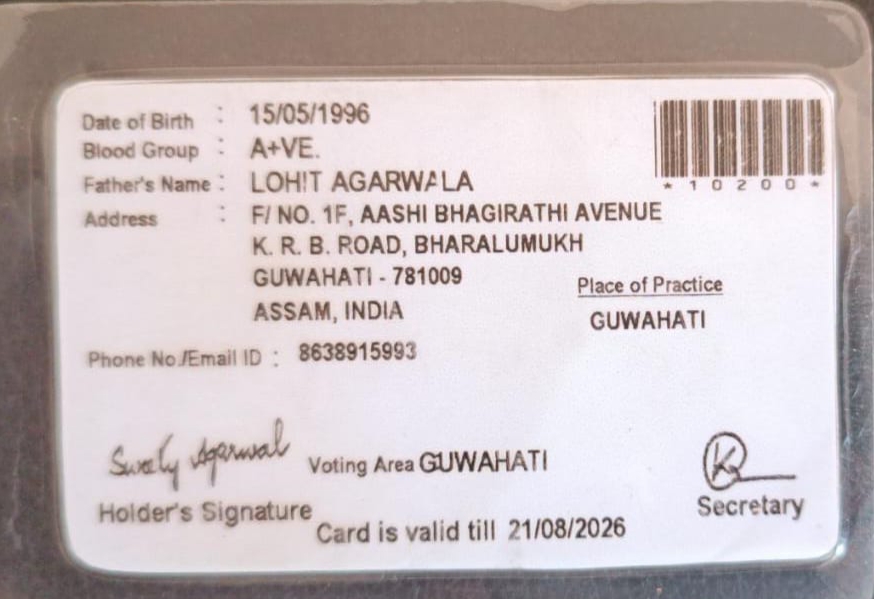 Date of Birth : 15/05/1996
Blood Group : A+VE.
Father's Name : LOHIT AGARWALA
Address : F/ NO. 1F, AASHI BHAGIRATHI AVENUE
K. R. B. ROAD, BHARALUMUKH
GUWAHATI - 781009
ASSAM, INDIA
Phone No./Email ID : 8638915993
*10200*
Place of Practice
GUWAHATI
Agarwal
Holder's Signature
Voting Area GUWAHATI
Card is valid till 21/08/2026
Secretary